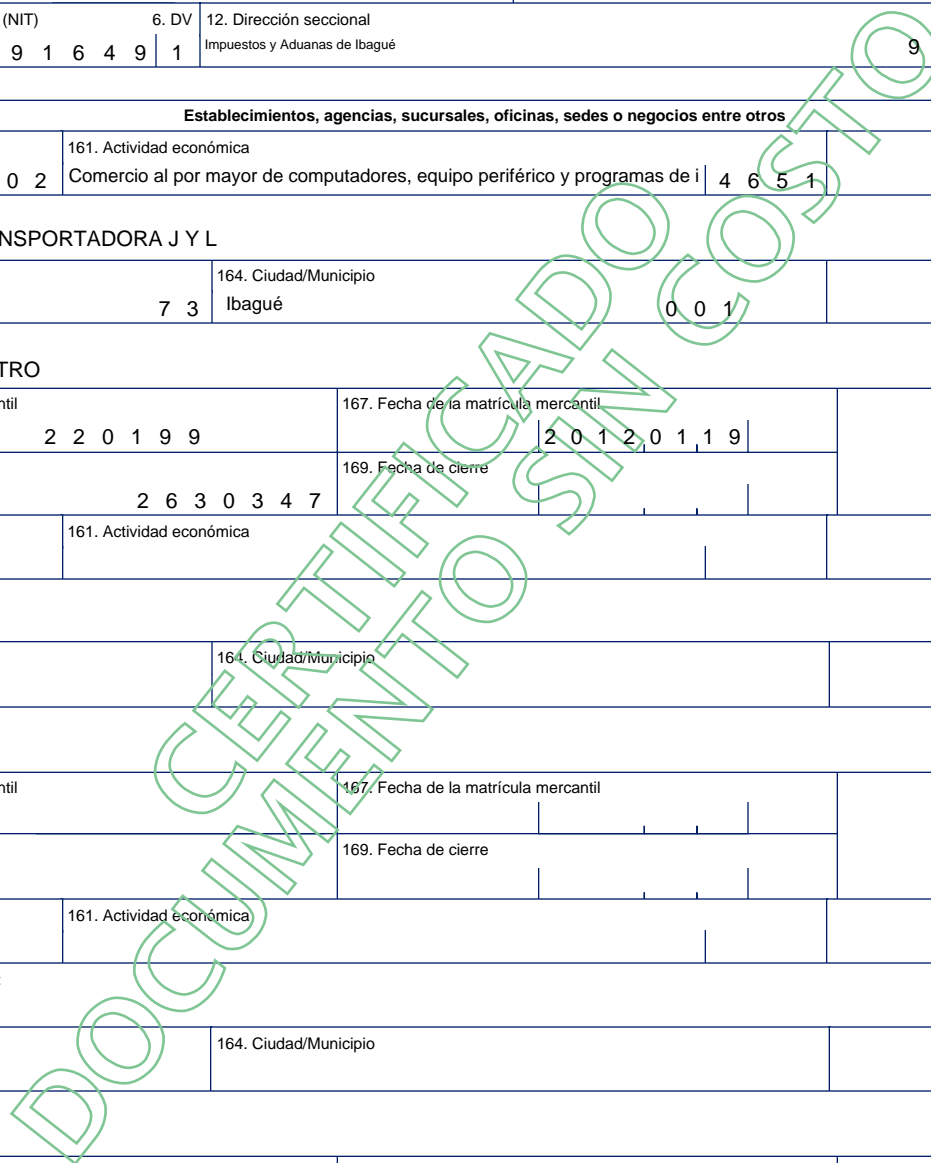 (NIT) 6. DV 12. Dirección seccional
9 1 6 4 9 1 Impuestos y Aduanas de Ibagué 9
Establecimientos, agencias, sucursales, oficinas, sedes o negocios entre otros
161. Actividad económica
0 2 Comercio al por mayor de computadores, equipo periférico y programas de i 4 6 5 1
NSPORTADORA J Y L
164. Ciudad/Municipio
7 3 Ibagué 0 0 1
TRO
ntil 167. Fecha de la matrícula mercantil
2 2 0 1 9 9 2 0 1 2 0 1 1 9
169. Fecha de cierre
2 6 3 0 3 4 7
161. Actividad económica
164. Ciudad/Municipio
ntil 167. Fecha de la matrícula mercantil
169. Fecha de cierre
161. Actividad económica
164. Ciudad/Municipio
CERTIFICADO
DOCUMENTO SIN COSTO